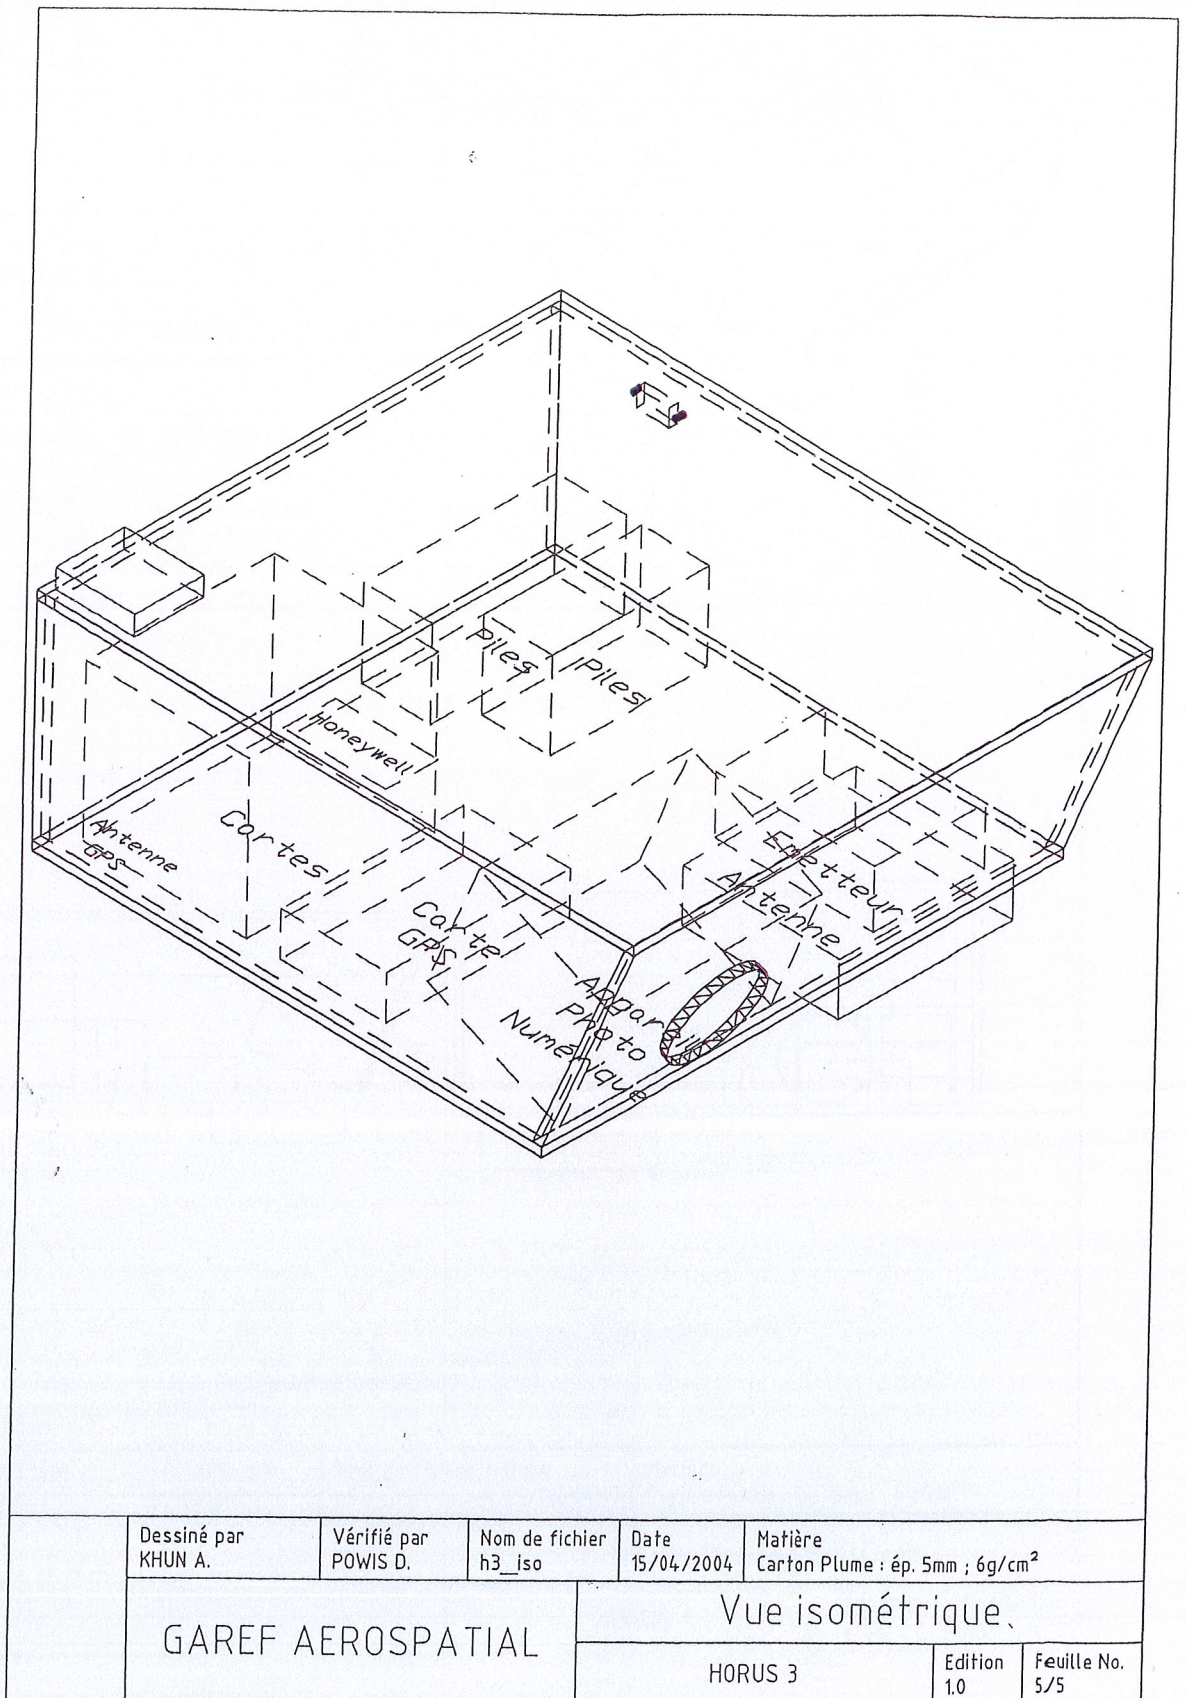 Piles
Piles
Honeywell
Antenne
GPS
Cartes
Carte
GPS
Emetteur
Antenne
Photo
Numérique
Dessiné par
KHUN A.
Vérifié par
POWIS D.
Nom de fichier
h3_iso
Date
15/04/2004
Matière
Carton Plume : ép. 5mm ; 6g/cm²
GAREF AEROSPATIAL
Vue isométrique.
HORUS 3
Edition
1.0
Feuille No.
5/5